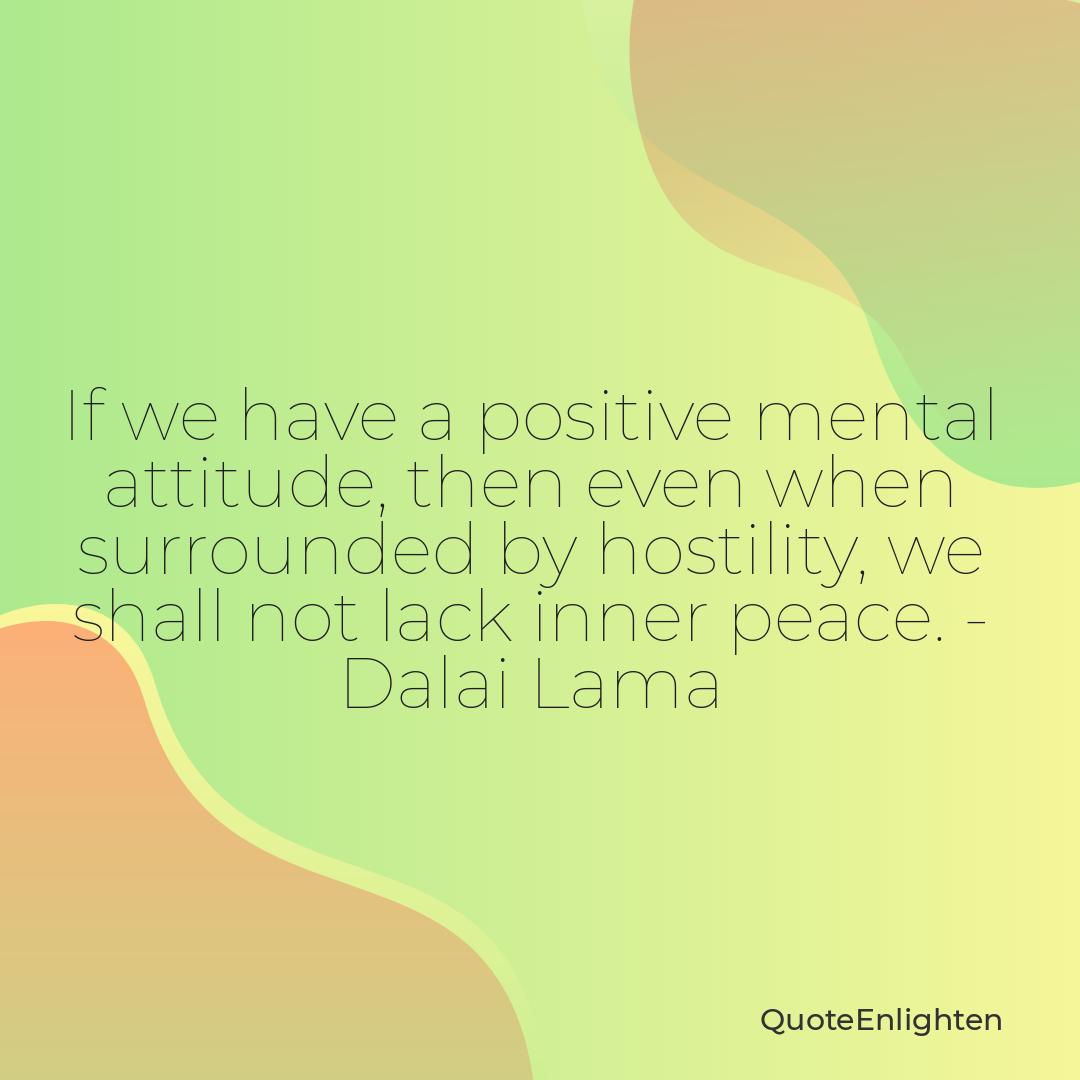 If we have a positive mental
attitude, then even when
surrounded by hostility, we
shall not lack inner peace. -
Dalai Lama
QuoteEnlighten